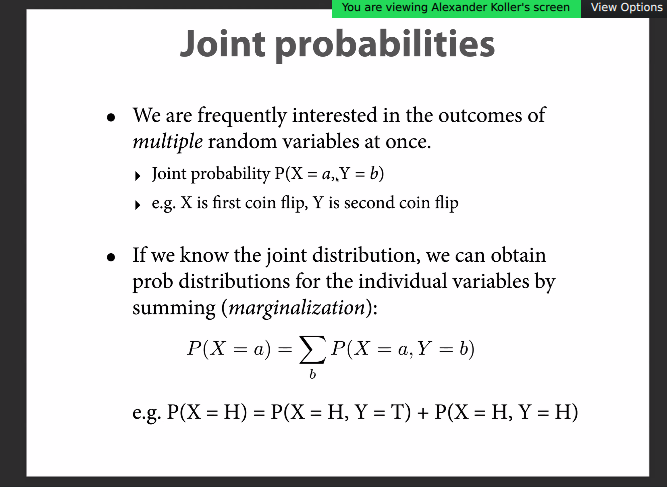 You are viewing Alexander Koller's screen View Options
Joint probabilities
• We are frequently interested in the outcomes of
multiple random variables at once.
‣ Joint probability P(X = a, Y = b)
‣ e.g. X is first coin flip, Y is second coin flip
• If we know the joint distribution, we can obtain
prob distributions for the individual variables by
summing (marginalization):
P(X = a) = ∑ P(X = a, Y = b)
b
e.g. P(X = H) = P(X = H, Y = T) + P(X = H, Y = H)